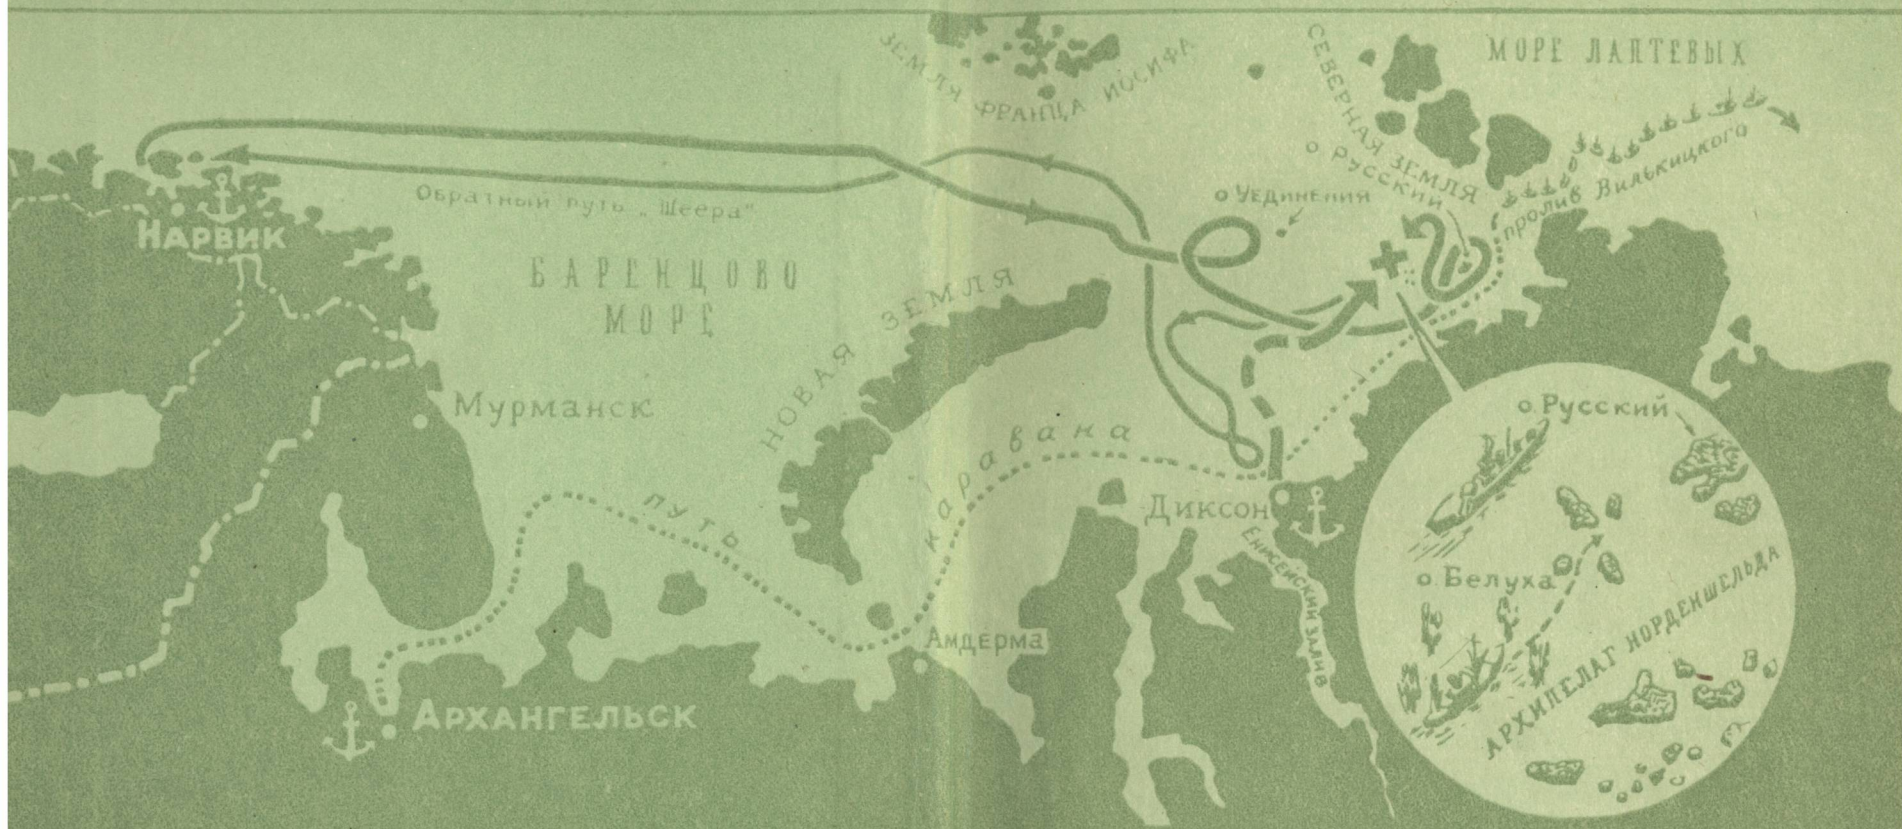 ЗЕМЛЯ ФРАНЦА ИОСИФА
СЕВЕРНАЯ ЗЕМЛЯ
МОРЕ ЛАПТЕВЫХ
о Русский
пролив Вилькицкого
о Уединения
Обратный путь „Шеера"
НАРВИК
БАРЕНЦОВО
МОРЕ
НОВАЯ ЗЕМЛЯ
Мурманск
путь каравана
Диксон
Енисейский залив
Амдерма
АРХАНГЕЛЬСК
о. Русский
о. Белуха
АРХИПЕЛАГ НОРДЕНШЕЛЬДА